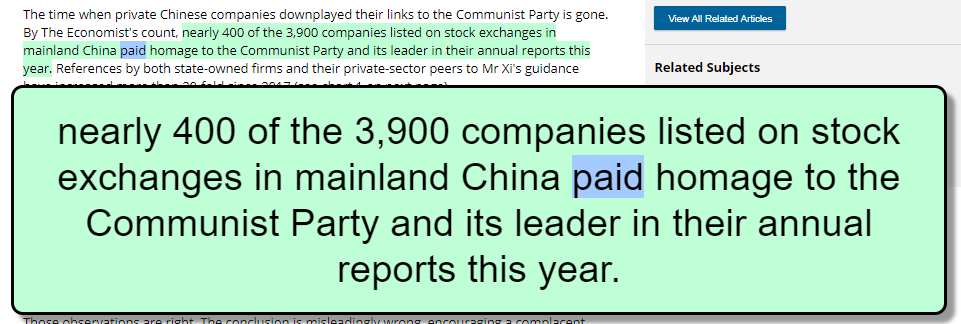 The time when private Chinese companies downplayed their links to the Communist Party is gone.
By The Economist's count, nearly 400 of the 3,900 companies listed on stock exchanges in
mainland China paid homage to the Communist Party and its leader in their annual reports this
year. References by both state-owned firms and their private-sector peers to Mr Xi's guidance
have increased more than 20-fold since 2017 (see chart 1 on next page).
View All Related Articles
Related Subjects
nearly 400 of the 3,900 companies listed on stock
exchanges in mainland China paid homage to the
Communist Party and its leader in their annual
reports this year.
Those observations are right. The conclusion is misleadingly wrong, encouraging a complacent